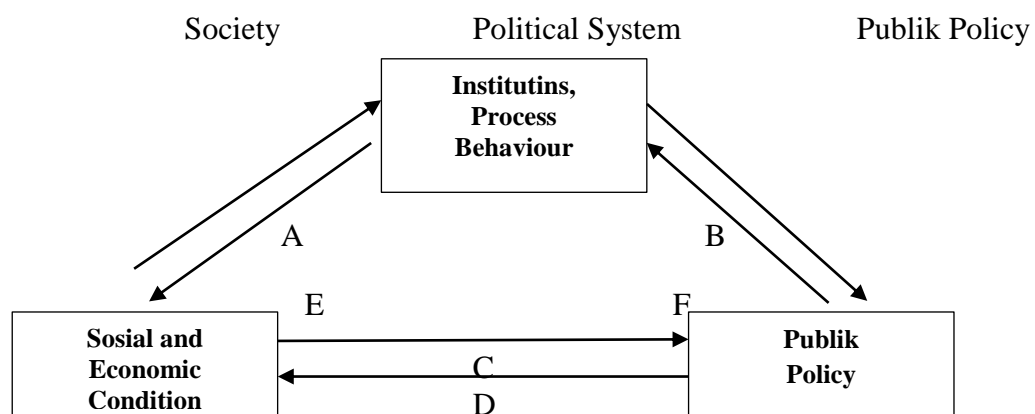 Society Political System Publik Policy
Institutins,
Process
Behaviour
A B
E F
Sosial and
Economic
Condition
Publik
Policy
C
D